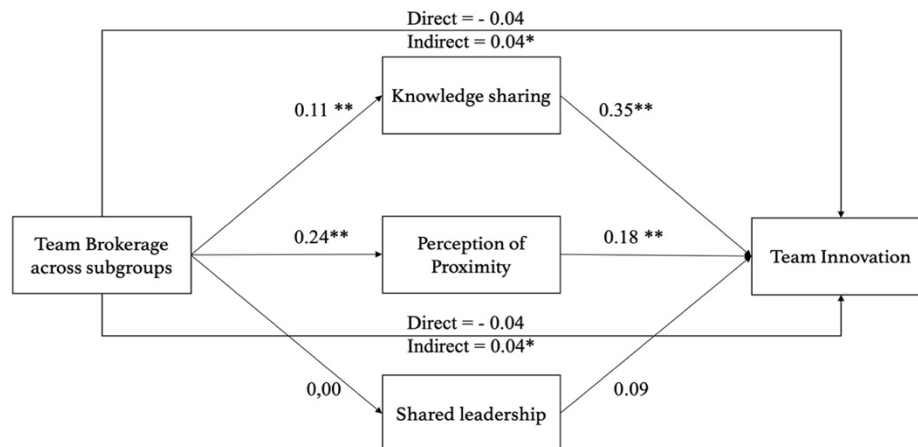 Direct = - 0.04
Indirect = 0.04*
Knowledge sharing
0.11 **
0.35**
Team Brokerage
across subgroups
0.24**
Perception of
Proximity
0.18 **
Team Innovation
Direct = - 0.04
Indirect = 0.04*
0,00
Shared leadership
0.09